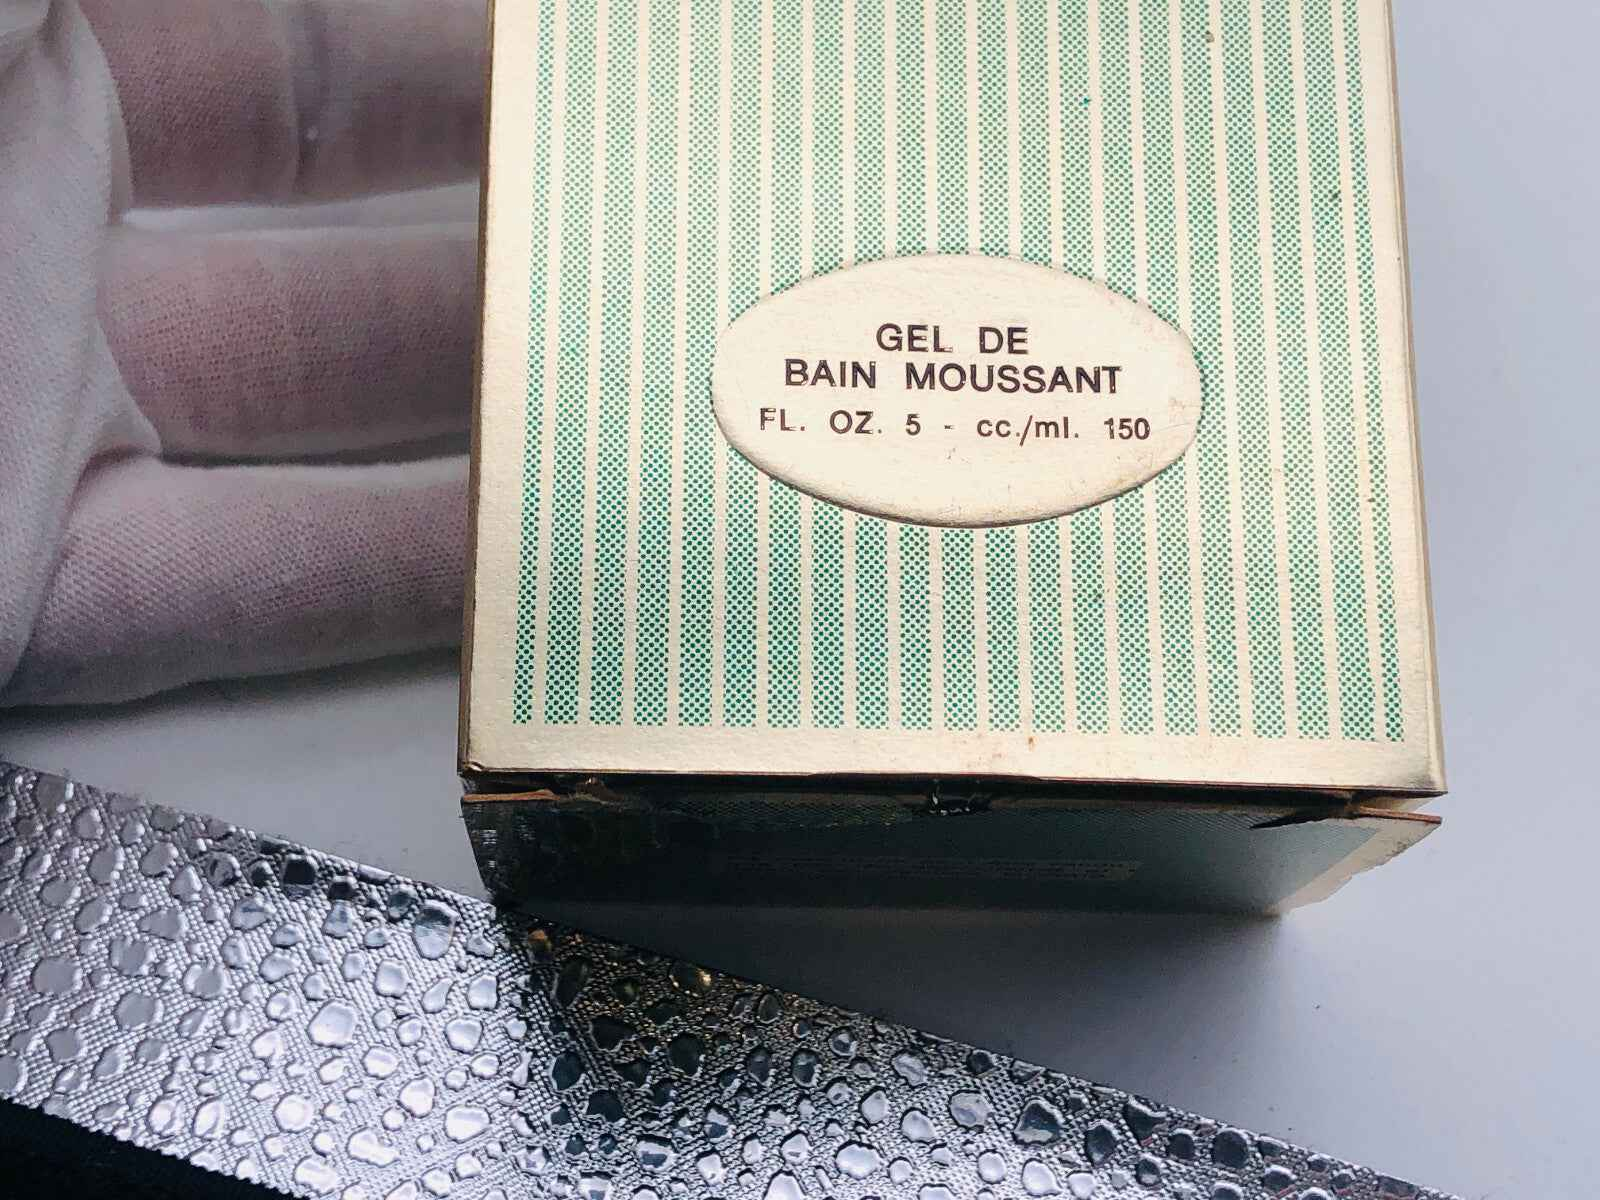 GEL DE
BAIN MOUSSANT
FL. OZ. 5 - cc./ml. 150